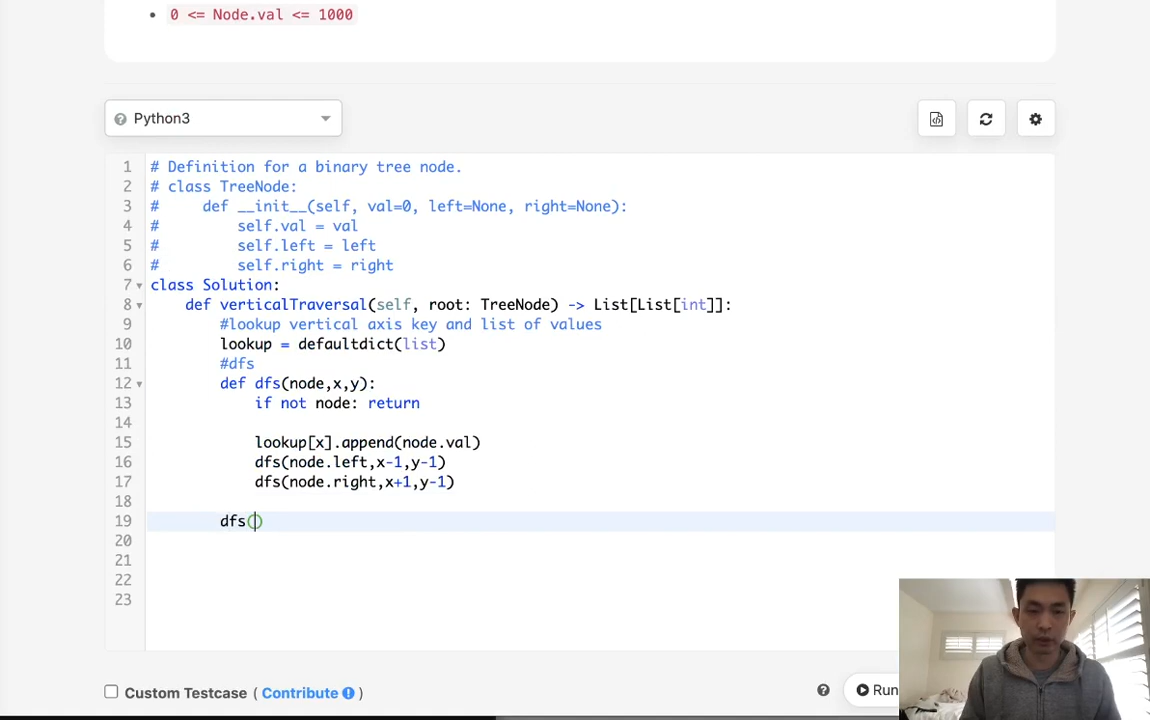 0 <= Node.val <= 1000
Python3
1 # Definition for a binary tree node.
2 # class TreeNode:
3 #     def __init__(self, val=0, left=None, right=None):
4 #         self.val = val
5 #         self.left = left
6 #         self.right = right
7 class Solution:
8     def verticalTraversal(self, root: TreeNode) -> List[List[int]]:
9         #lookup vertical axis key and list of values
10         lookup = defaultdict(list)
11         #dfs
12         def dfs(node,x,y):
13             if not node: return
14
15             lookup[x].append(node.val)
16             dfs(node.left,x-1,y-1)
17             dfs(node.right,x+1,y-1)
18
19         dfs()
20
21
22
23
Custom Testcase ( Contribute )
Run